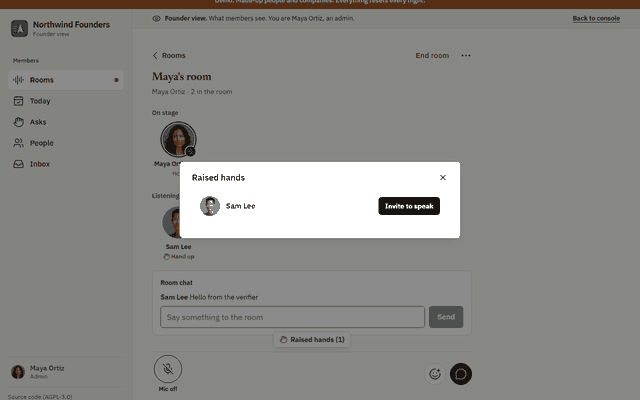 Demo. Made-up people and companies. Everything resets every night.
Northwind Founders
Founder view
Founder view. What members see. You are Maya Ortiz, an admin.
Back to console
Members
Rooms
Today
Asks
People
Inbox
Rooms
End room
Maya's room
Maya Ortiz · 2 in the room
On stage
Maya
Raised hands
Sam Lee
Invite to speak
Listening
Sam Lee
Hand up
Room chat
Sam Lee Hello from the verifier
Say something to the room
Send
Raised hands (1)
Mic off
Maya Ortiz
Admin
Source code (AGPL-3.0)